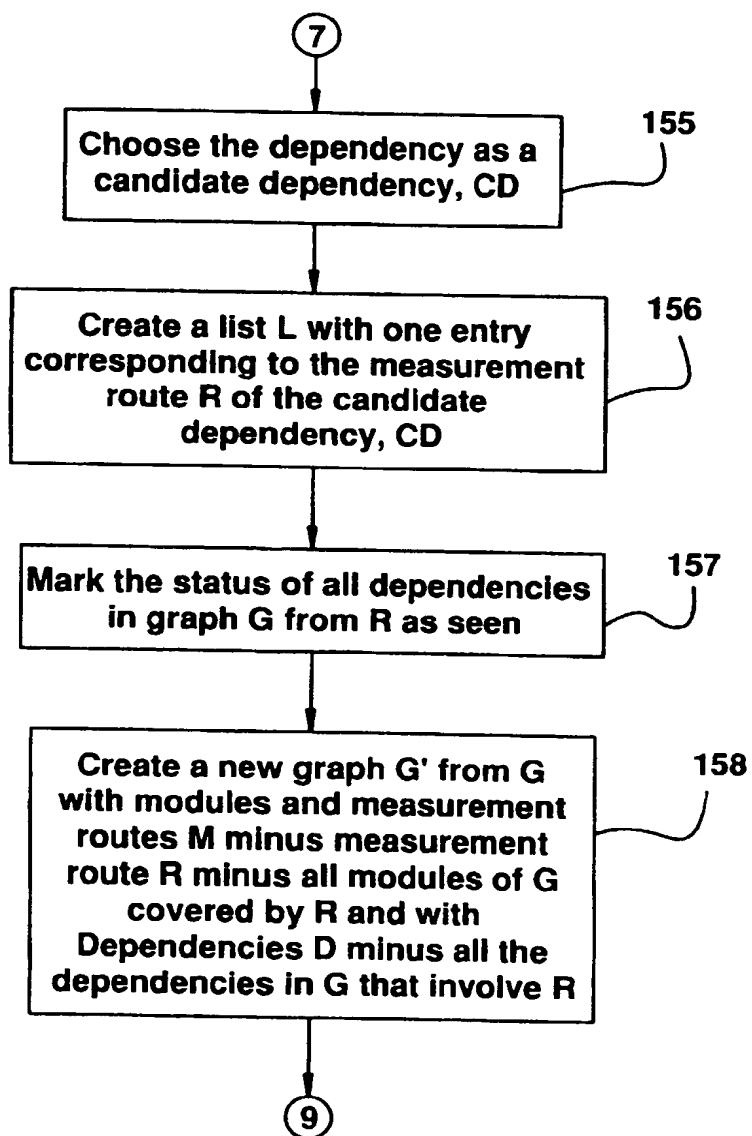 7
Choose the dependency as a
candidate dependency, CD
155
Create a list L with one entry
corresponding to the measurement
route R of the candidate
dependency, CD
156
Mark the status of all dependencies
in graph G from R as seen
157
Create a new graph G' from G
with modules and measurement
routes M minus measurement
route R minus all modules of G
covered by R and with
Dependencies D minus all the
dependencies in G that involve R
158
9